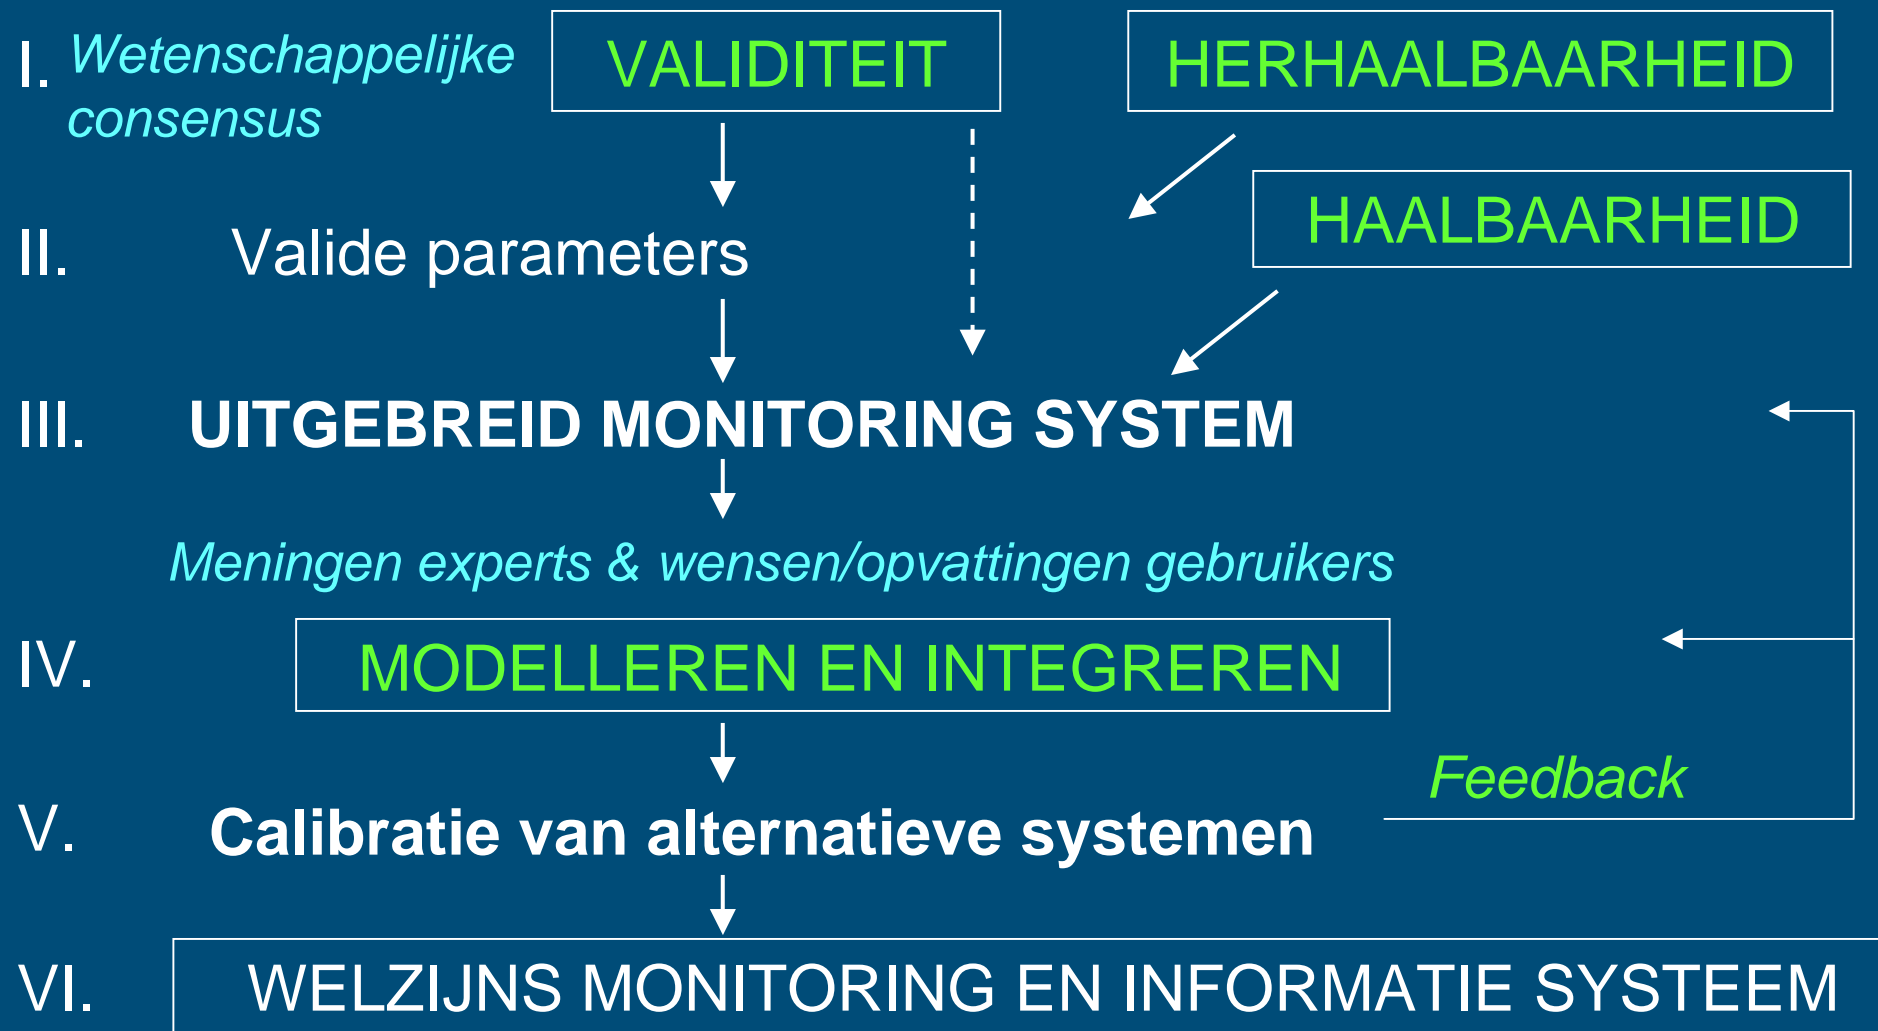 I. Wetenschappelijke consensus
VALIDITEIT
HERHAALBAARHEID
HAALBAARHEID
II. Valide parameters
III. UITGEBREID MONITORING SYSTEM
Meningen experts & wensen/opvattingen gebruikers
IV. MODELLEREN EN INTEGREREN
Feedback
V. Calibratie van alternatieve systemen
VI. WELZIJNS MONITORING EN INFORMATIE SYSTEEM